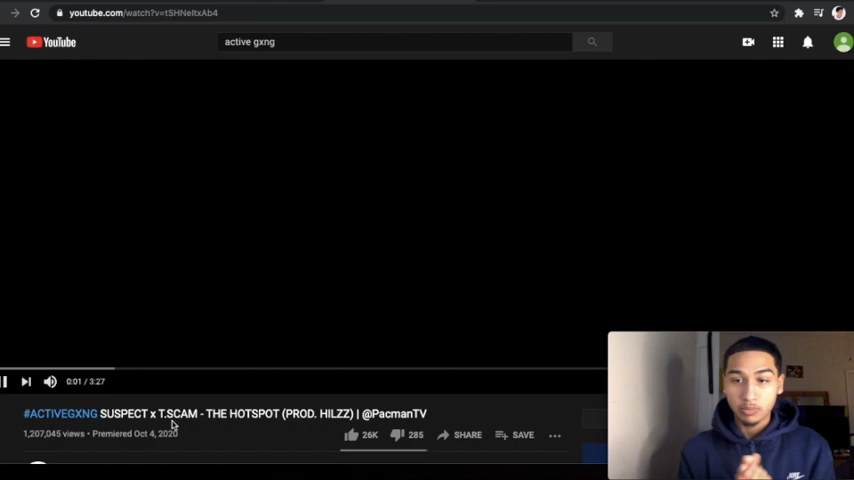 youtube.com/watch?v=tSHNeItxAb4
YouTube
active gxng
0:01 / 3:27
#ACTIVEGXNG SUSPECT x T.SCAM - THE HOTSPOT (PROD. HILZZ) | @PacmanTV
1,207,045 views • Premiered Oct 4, 2020
26K
285
SHARE
SAVE